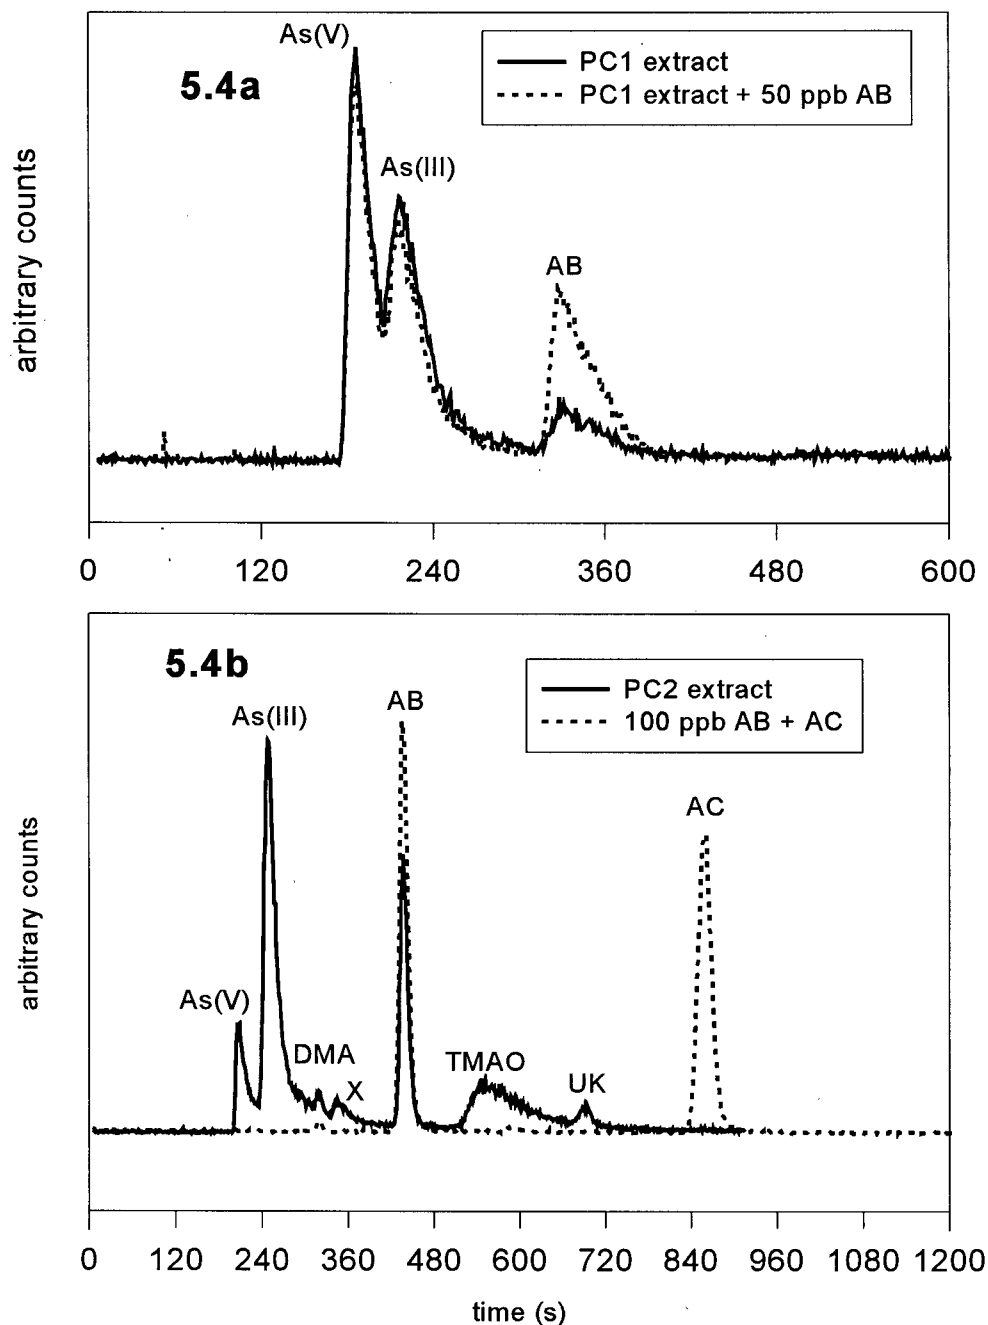 As(V)
5.4a
PC1 extract
PC1 extract + 50 ppb AB
As(III)
AB
arbitrary counts
0 120 240 360 480 600
5.4b
PC2 extract
100 ppb AB + AC
As(III)
AB
AC
As(V)
DMA
X
TMAO
UK
arbitrary counts
0 120 240 360 480 600 720 840 960 1080 1200
time (s)